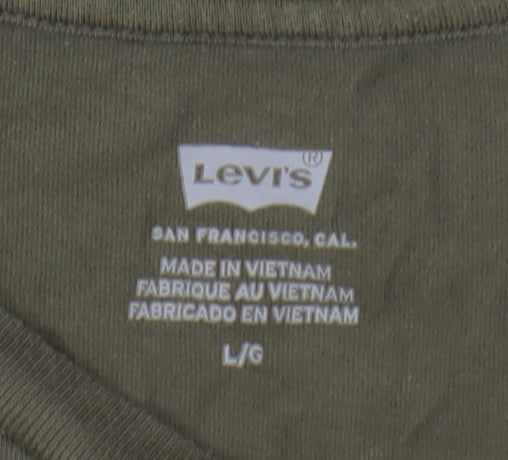 Levi's®
SAN FRANCISCO, CAL.
MADE IN VIETNAM
FABRIQUE AU VIETNAM
FABRICADO EN VIETNAM
L/G